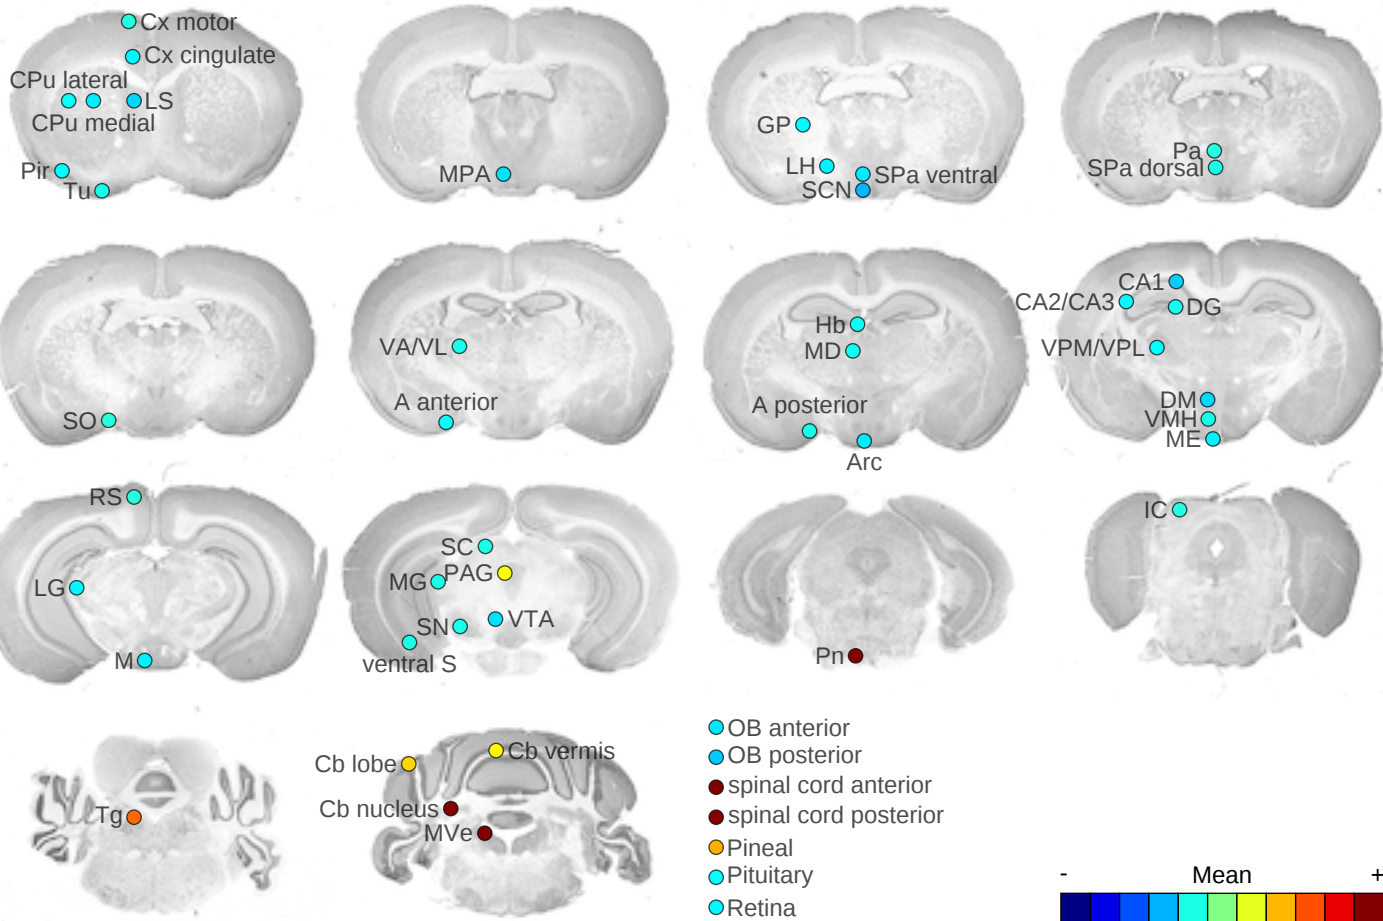 Cx motor
Cx cingulate
CPu lateral
LS
CPu medial
Pir
Tu
MPA
GP
LH
SPa ventral
SCN
Pa
SPa dorsal
SO
VA/VL
A anterior
Hb
MD
A posterior
Arc
CA1
CA2/CA3
DG
VPM/VPL
DM
VMH
ME
RS
LG
M
SC
MG
PAG
SN
VTA
ventral S
Pn
IC
Tg
Cb lobe
Cb vermis
Cb nucleus
MVe
OB anterior
OB posterior
spinal cord anterior
spinal cord posterior
Pineal
Pituitary
Retina
- Mean +